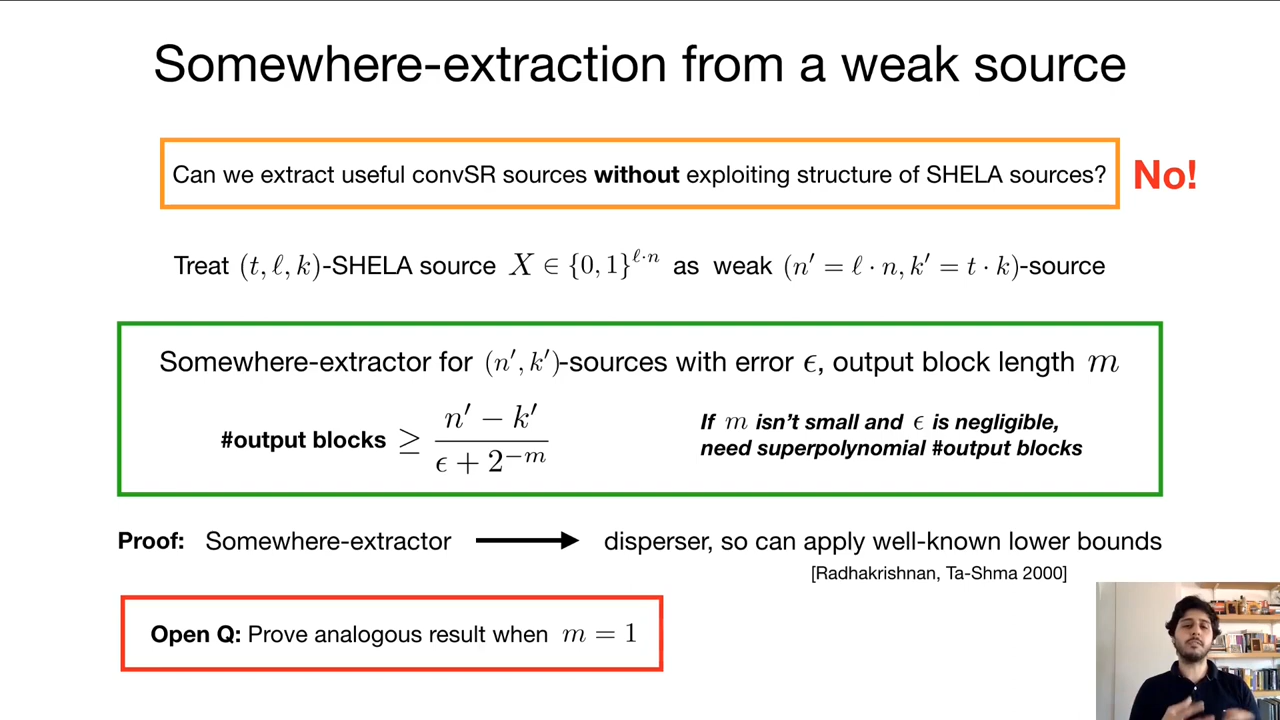 Somewhere-extraction from a weak source
Can we extract useful convSR sources without exploiting structure of SHELA sources? No!
Treat (t, ℓ, k)-SHELA source X ∈ {0, 1}^{ℓ·n} as weak (n′ = ℓ · n, k′ = t · k)-source
Somewhere-extractor for (n′, k′)-sources with error ϵ, output block length m
#output blocks ≥ \frac{n′ − k′}{ϵ + 2^{−m}}
If m isn't small and ϵ is negligible,
need superpolynomial #output blocks
Proof: Somewhere-extractor ⟶ disperser, so can apply well-known lower bounds
[Radhakrishnan, Ta-Shma 2000]
Open Q: Prove analogous result when m = 1